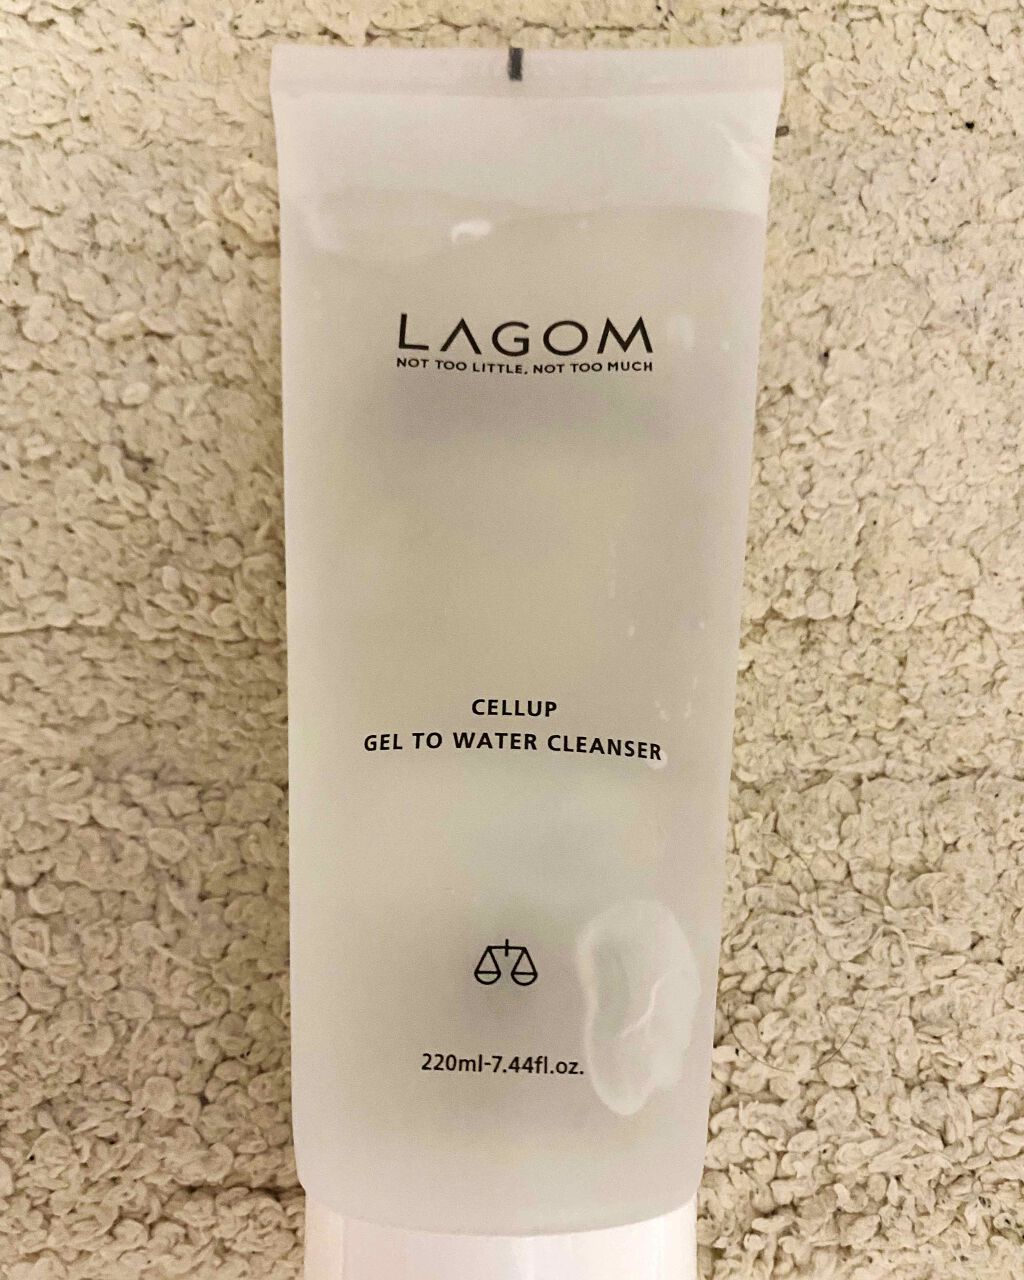 LAGOM
NOT TOO LITTLE, NOT TOO MUCH
CELLUP
GEL TO WATER CLEANSER
220ml-7.44fl.oz.